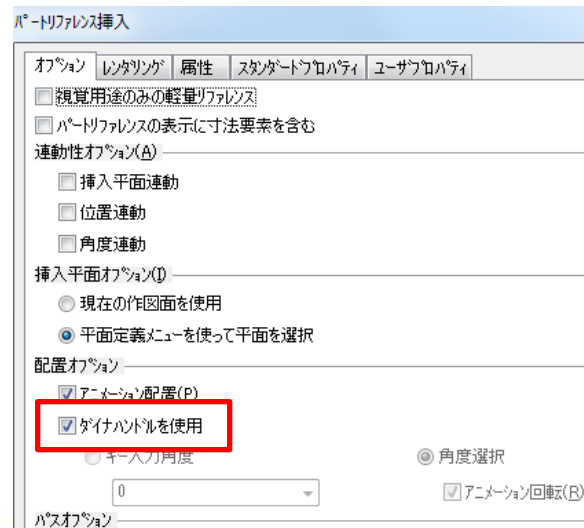 パートリファレンス挿入
オプション レンダリング 属性 スタンダードプロパティ ユーザプロパティ
視覚用途のみの軽量リファレンス
パートリファレンスの表示に寸法要素を含む
連動性オプション(A)
挿入平面連動
位置連動
角度連動
挿入平面オプション(I)
現在の作図面を使用
平面定義メニューを使って平面を選択
配置オプション
アニメーション配置(P)
ダイナハンドルを使用
キー入力角度 角度選択
0 アニメーション回転(R)
パスオプション